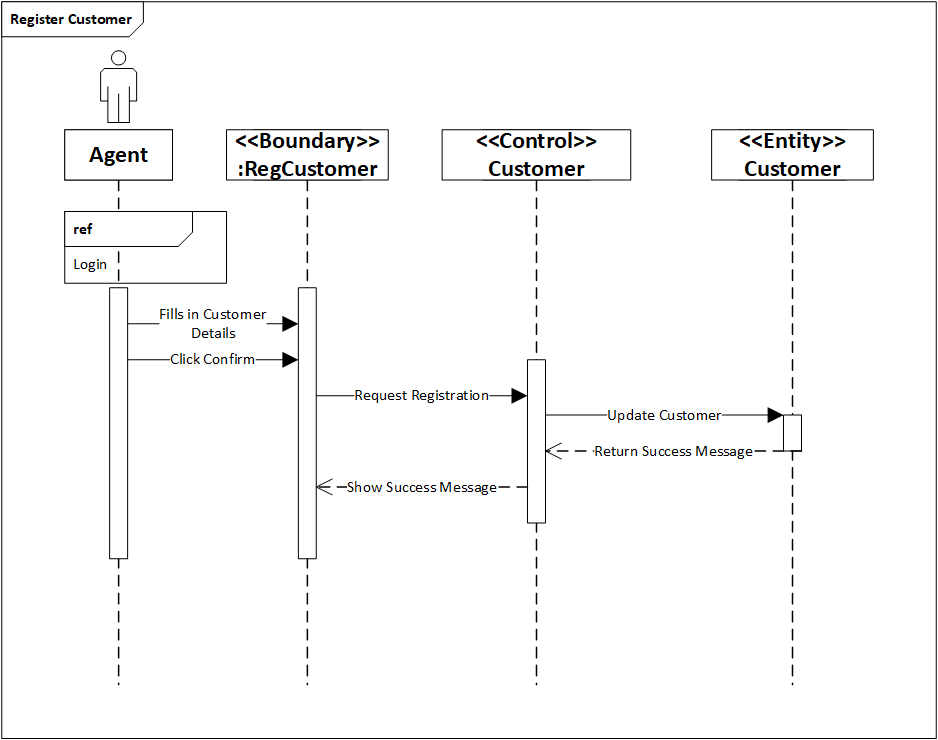 Register Customer
Agent
<<Boundary>>
:RegCustomer
<<Control>>
Customer
<<Entity>>
Customer
ref
Login
Fills in Customer
Details
Click Confirm
Request Registration
Update Customer
Return Success Message
Show Success Message